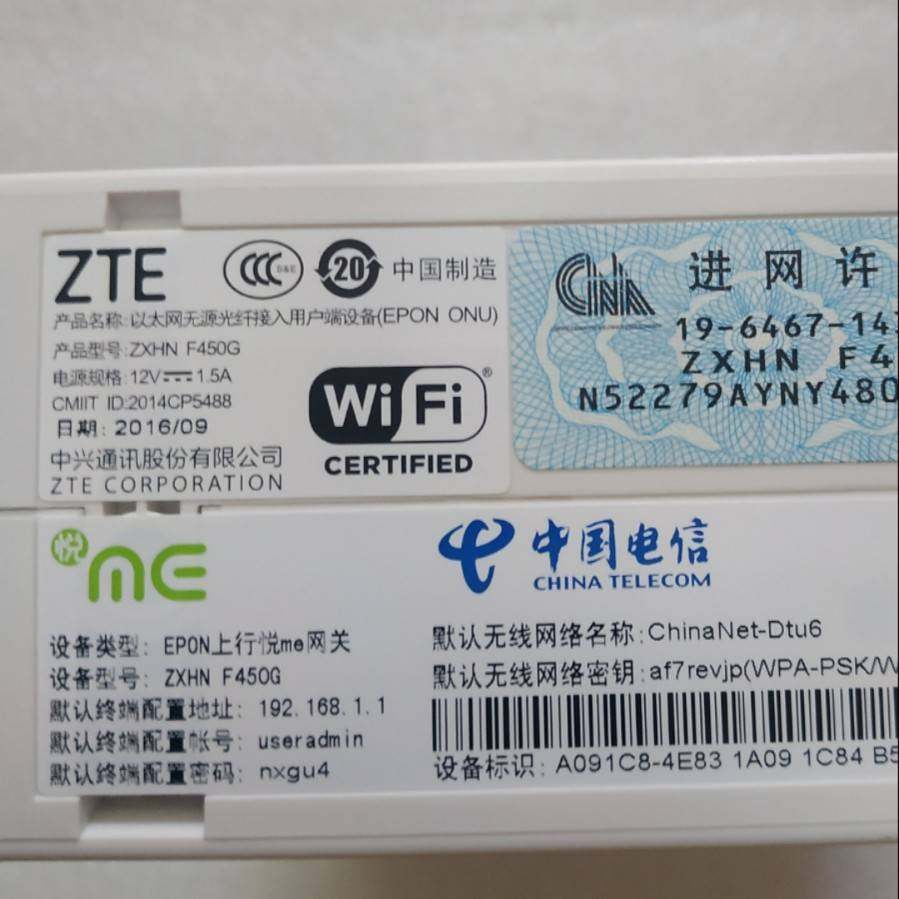 ZTE
CCC S&E
20
中国制造
产品名称: 以太网无源光纤接入用户端设备(EPON ONU)
产品型号: ZXHN F450G
电源规格: 12V 1.5A
CMIIT ID:2014CP5488
日期: 2016/09
中兴通讯股份有限公司
ZTE CORPORATION
Wi Fi®
CERTIFIED
CNA
进网许
19-6467-14
ZXHN F4
N52279AYNY480
悦 me
中国电信
CHINA TELECOM
设备类型: EPON上行悦me网关
设备型号: ZXHN F450G
默认终端配置地址: 192.168.1.1
默认终端配置帐号: useradmin
默认终端配置密码: nxgu4
默认无线网络名称: ChinaNet-Dtu6
默认无线网络密钥: af7revjp(WPA-PSK/W
设备标识: A091C8-4E83 1A09 1C84 B5